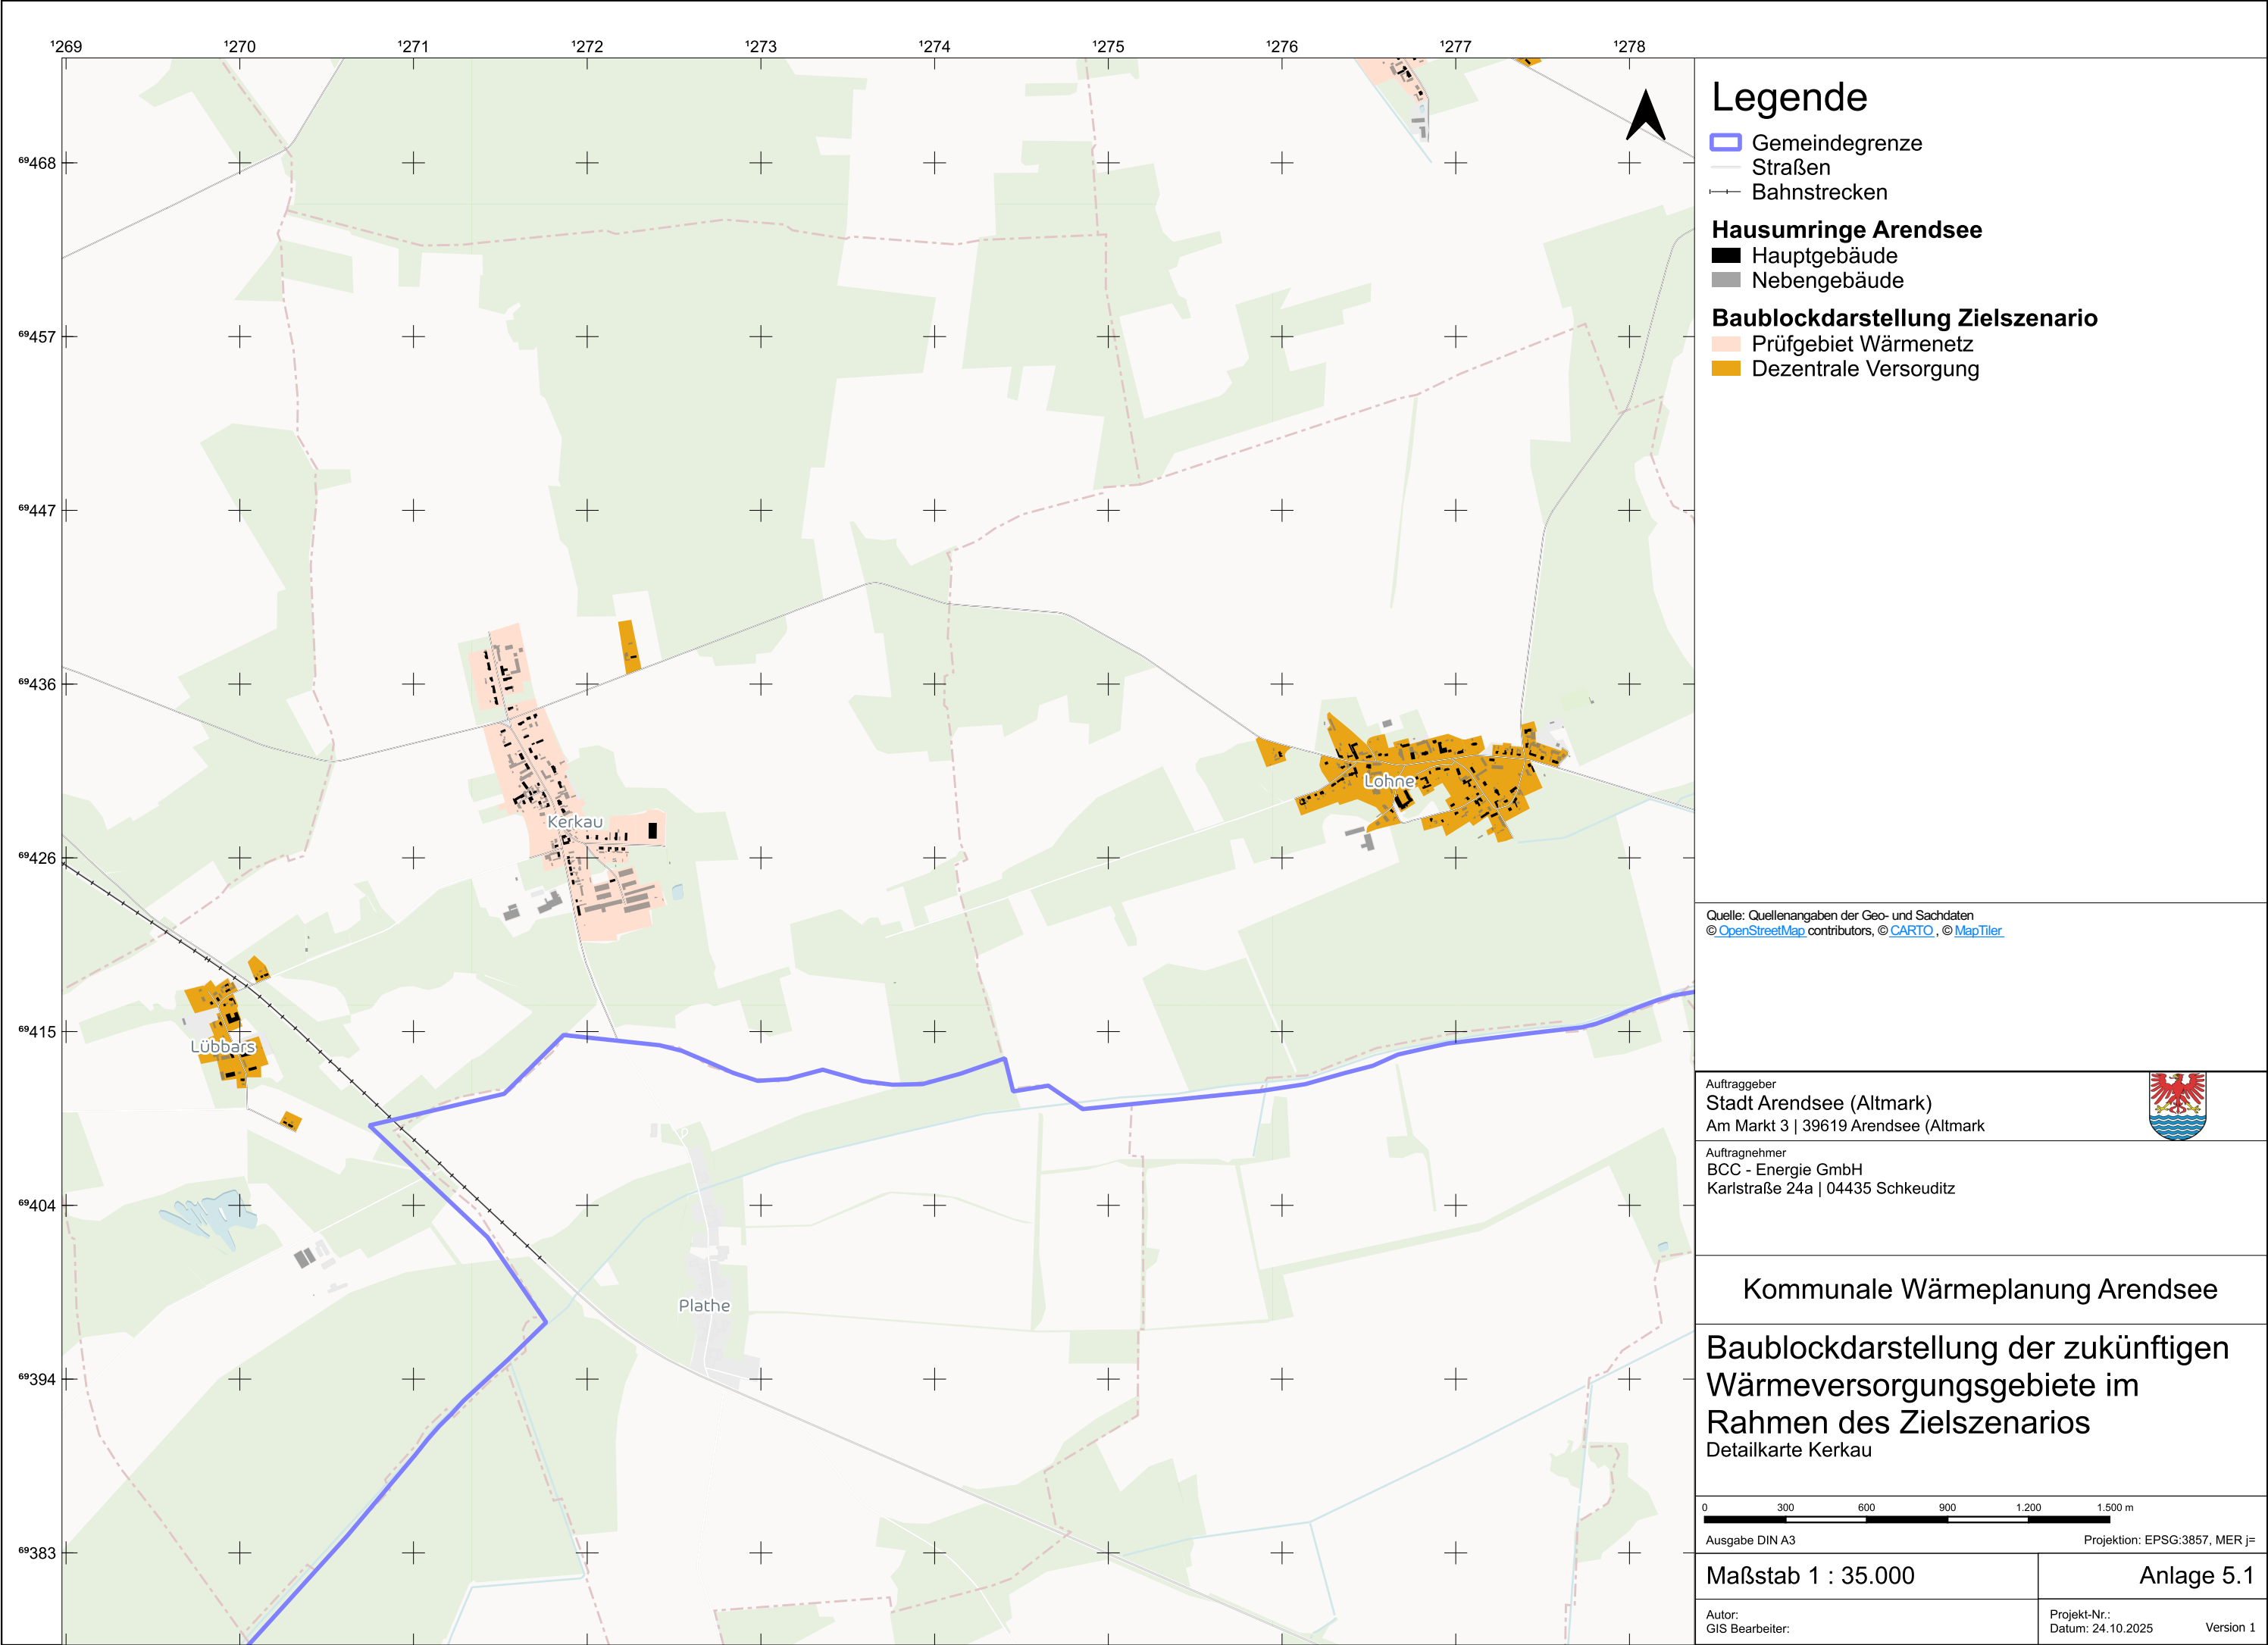 ¹269 ¹270 ¹271 ¹272 ¹273 ¹274 ¹275 ¹276 ¹277 ¹278
⁶⁹468
⁶⁹457
⁶⁹447
⁶⁹436
⁶⁹426
⁶⁹415
⁶⁹404
⁶⁹394
⁶⁹383
Lohne
Kerkau
Lübbars
Plathe
Legende
Gemeindegrenze
Straßen
Bahnstrecken
Hausumringe Arendsee
Hauptgebäude
Nebengebäude
Baublockdarstellung Zielszenario
Prüfgebiet Wärmenetz
Dezentrale Versorgung
Quelle: Quellenangaben der Geo- und Sachdaten
© OpenStreetMap contributors, © CARTO , © MapTiler
Auftraggeber
Stadt Arendsee (Altmark)
Am Markt 3 | 39619 Arendsee (Altmark
Auftragnehmer
BCC - Energie GmbH
Karlstraße 24a | 04435 Schkeuditz
Kommunale Wärmeplanung Arendsee
Baublockdarstellung der zukünftigen
Wärmeversorgungsgebiete im
Rahmen des Zielszenarios
Detailkarte Kerkau
0 300 600 900 1.200 1.500 m
Ausgabe DIN A3 Projektion: EPSG:3857, MER j=
Maßstab 1 : 35.000 Anlage 5.1
Autor:
GIS Bearbeiter:
Projekt-Nr.:
Datum: 24.10.2025 Version 1